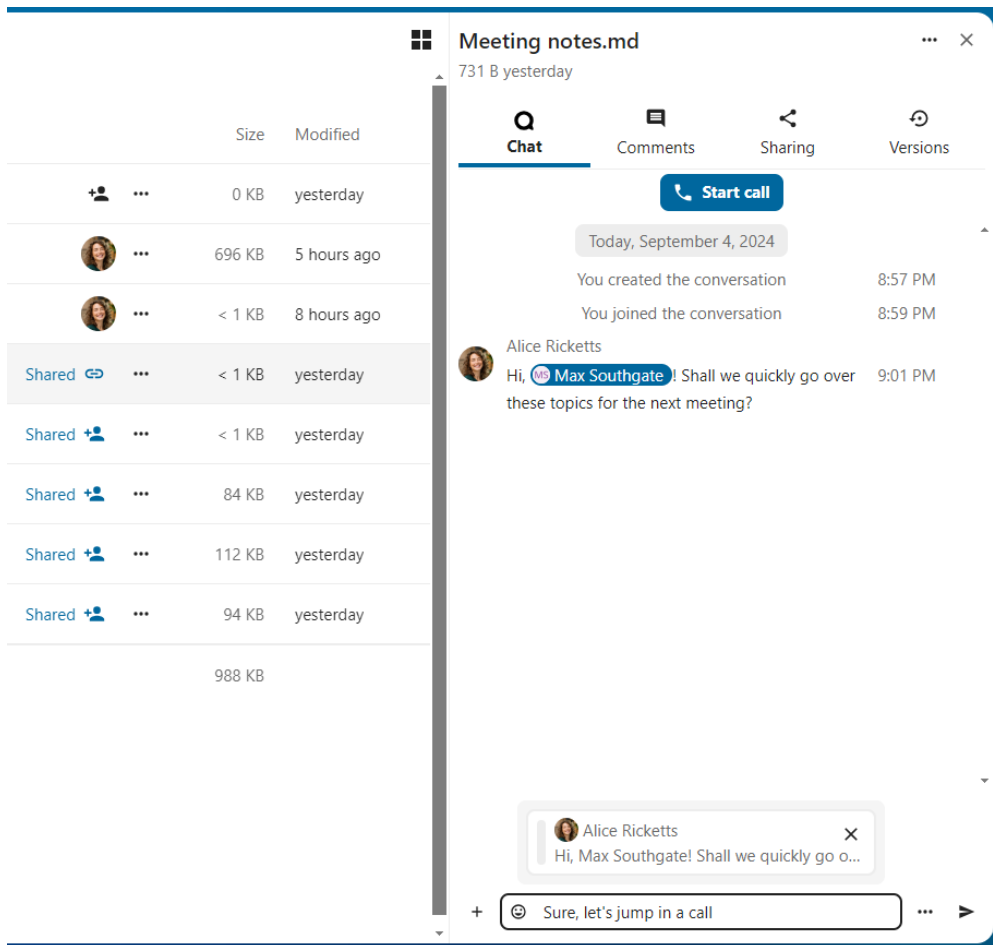 Meeting notes.md
731 B yesterday
Chat
Comments
Sharing
Versions
Size Modified
0 KB yesterday
696 KB 5 hours ago
< 1 KB 8 hours ago
Shared < 1 KB yesterday
Shared < 1 KB yesterday
Shared 84 KB yesterday
Shared 112 KB yesterday
Shared 94 KB yesterday
988 KB
Start call
Today, September 4, 2024
You created the conversation 8:57 PM
You joined the conversation 8:59 PM
Alice Ricketts
Hi, MS Max Southgate! Shall we quickly go over 9:01 PM
these topics for the next meeting?
Alice Ricketts
Hi, Max Southgate! Shall we quickly go o...
Sure, let's jump in a call